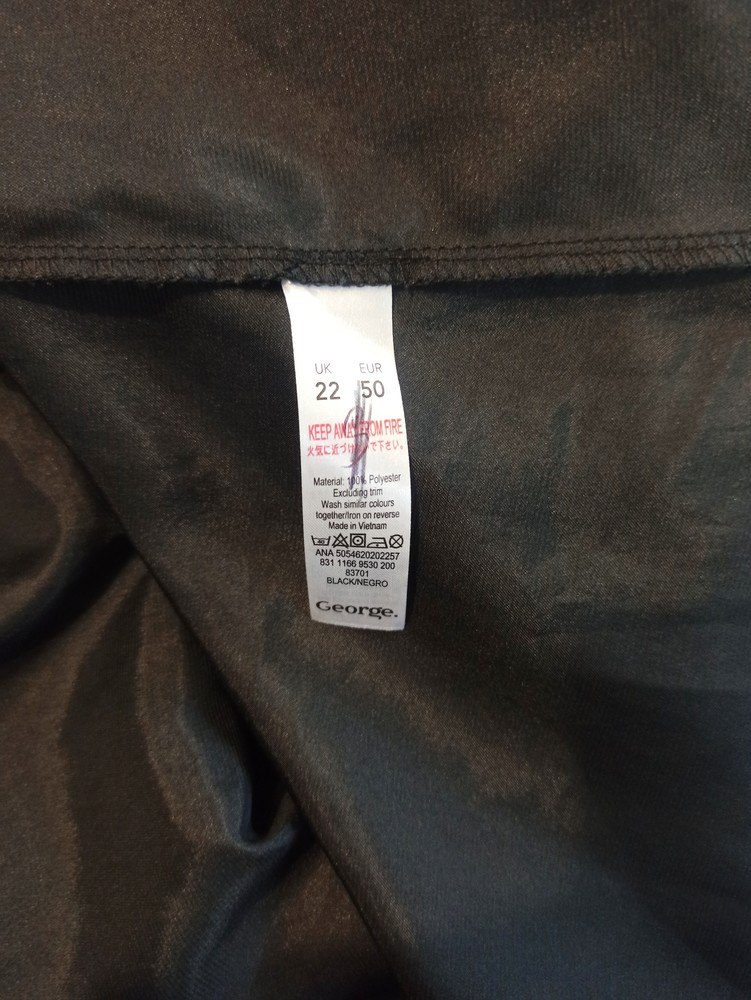 UK EUR
22 50
KEEP AWAY FROM FIRE
火気に近づけないで下さい。
Material: 100% Polyester
Excluding trim
Wash similar colours
together/Iron on reverse
Made in Vietnam
ANA 5054620202257
831 1166 9530 200
83701
BLACK/NEGRO
George.